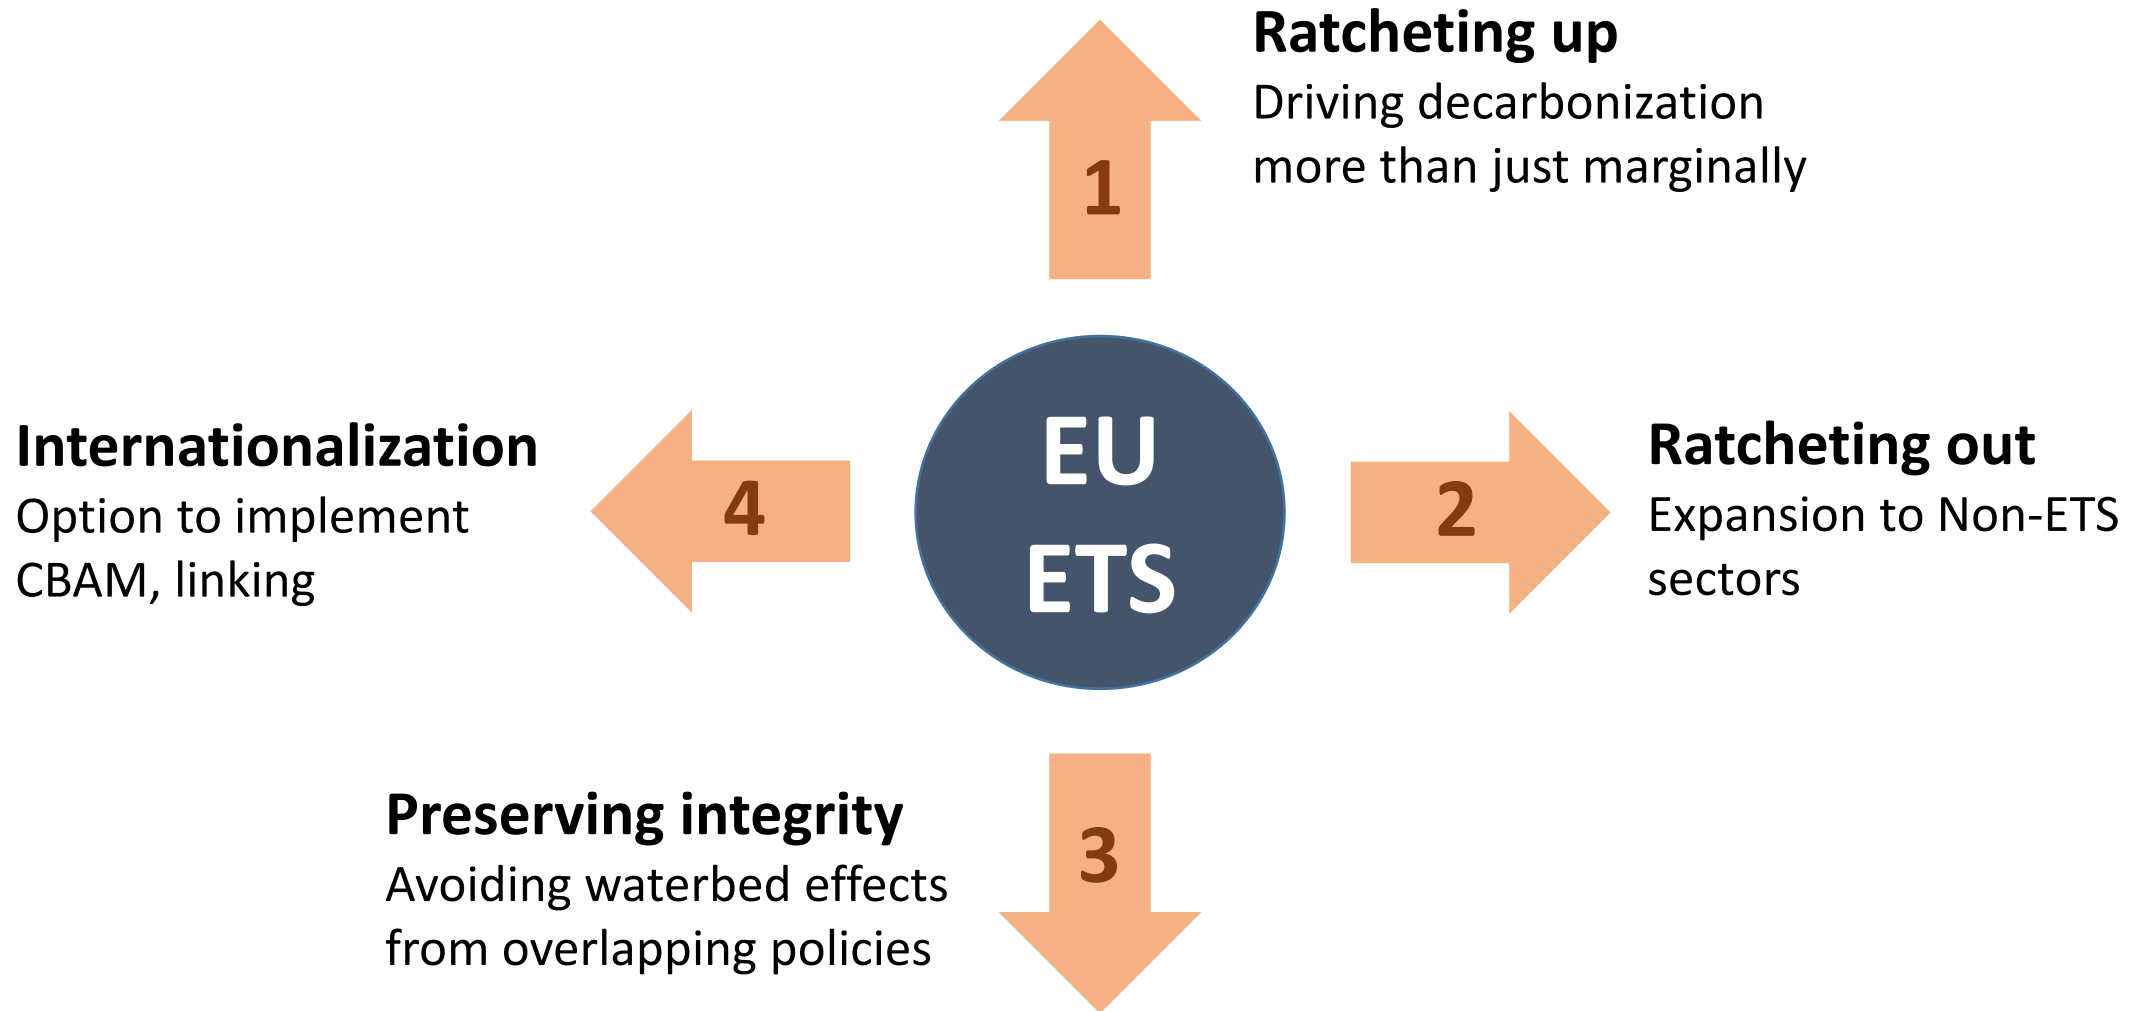 Ratcheting up
Driving decarbonization
more than just marginally
1
Internationalization
Option to implement
CBAM, linking
4
EU
ETS
2
Ratcheting out
Expansion to Non-ETS
sectors
Preserving integrity
Avoiding waterbed effects
from overlapping policies
3